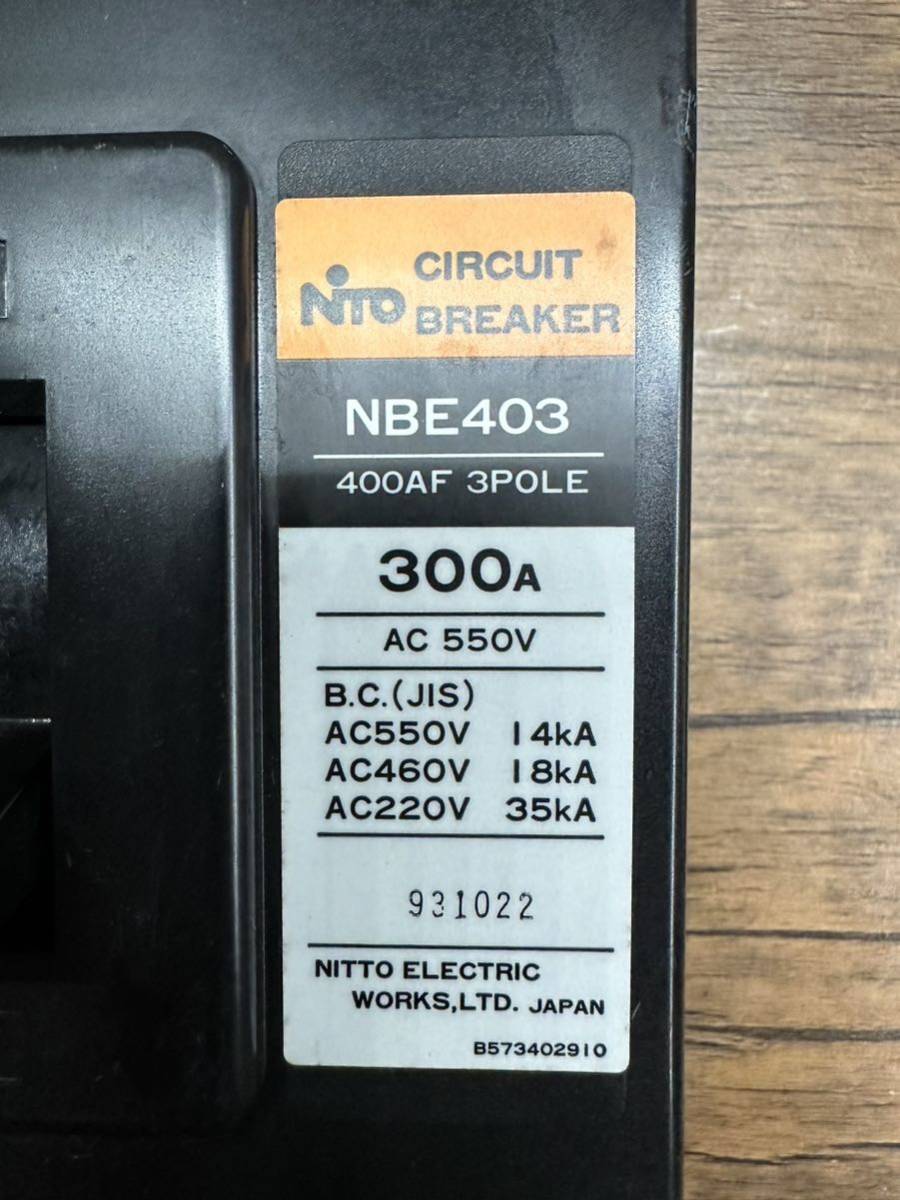 NiTO CIRCUIT
BREAKER
NBE403
400AF 3POLE
300A
AC 550V
B.C.(JIS)
AC550V 14kA
AC460V 18kA
AC220V 35kA
931022
NITTO ELECTRIC
WORKS,LTD. JAPAN
B573402910